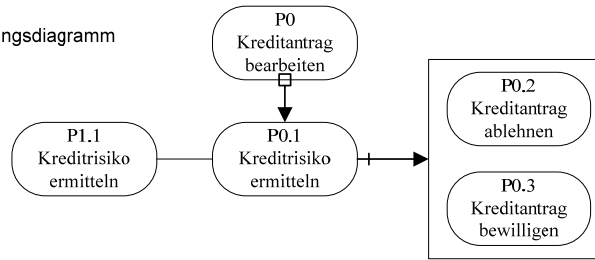 ngsdiagramm
P0
Kreditantrag
bearbeiten
P1.1
Kreditrisiko
ermitteln
P0.1
Kreditrisiko
ermitteln
P0.2
Kreditantrag
ablehnen
P0.3
Kreditantrag
bewilligen